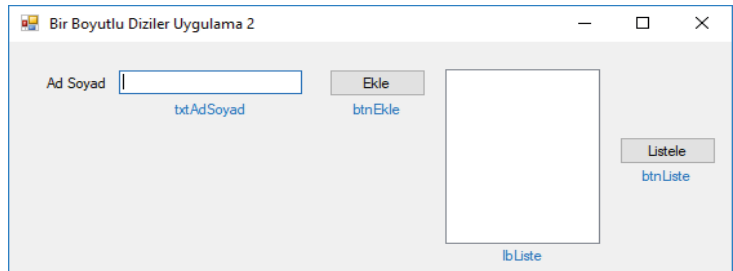 Bir Boyutlu Diziler Uygulama 2
Ad Soyad
Ekle
txtAdSoyad
btnEkle
Listele
btnListe
lbListe